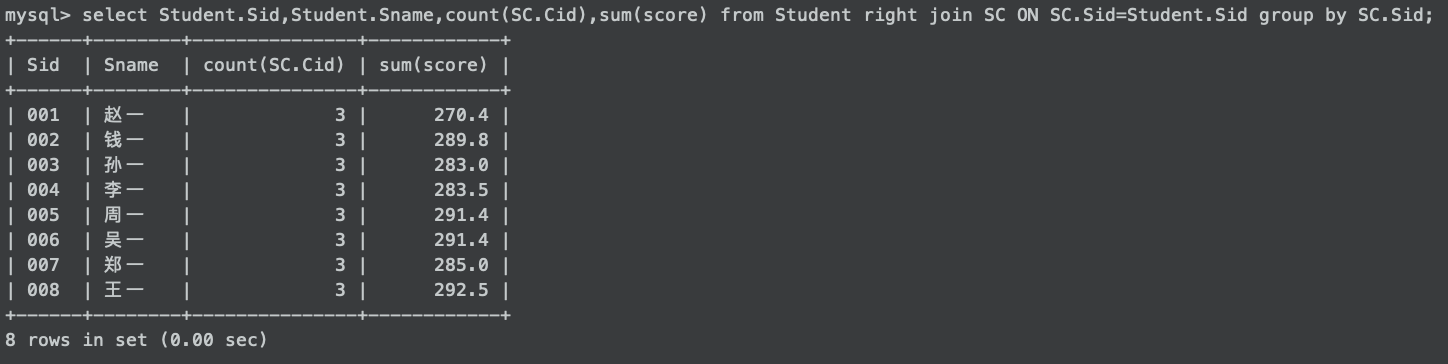 mysql> select Student.Sid,Student.Sname,count(SC.Cid),sum(score) from Student right join SC ON SC.Sid=Student.Sid group by SC.Sid;
+------+--------+---------------+------------+
| Sid  | Sname  | count(SC.Cid) | sum(score) |
+------+--------+---------------+------------+
| 001  | 赵一   |             3 |      270.4 |
| 002  | 钱一   |             3 |      289.8 |
| 003  | 孙一   |             3 |      283.0 |
| 004  | 李一   |             3 |      283.5 |
| 005  | 周一   |             3 |      291.4 |
| 006  | 吴一   |             3 |      291.4 |
| 007  | 郑一   |             3 |      285.0 |
| 008  | 王一   |             3 |      292.5 |
+------+--------+---------------+------------+
8 rows in set (0.00 sec)